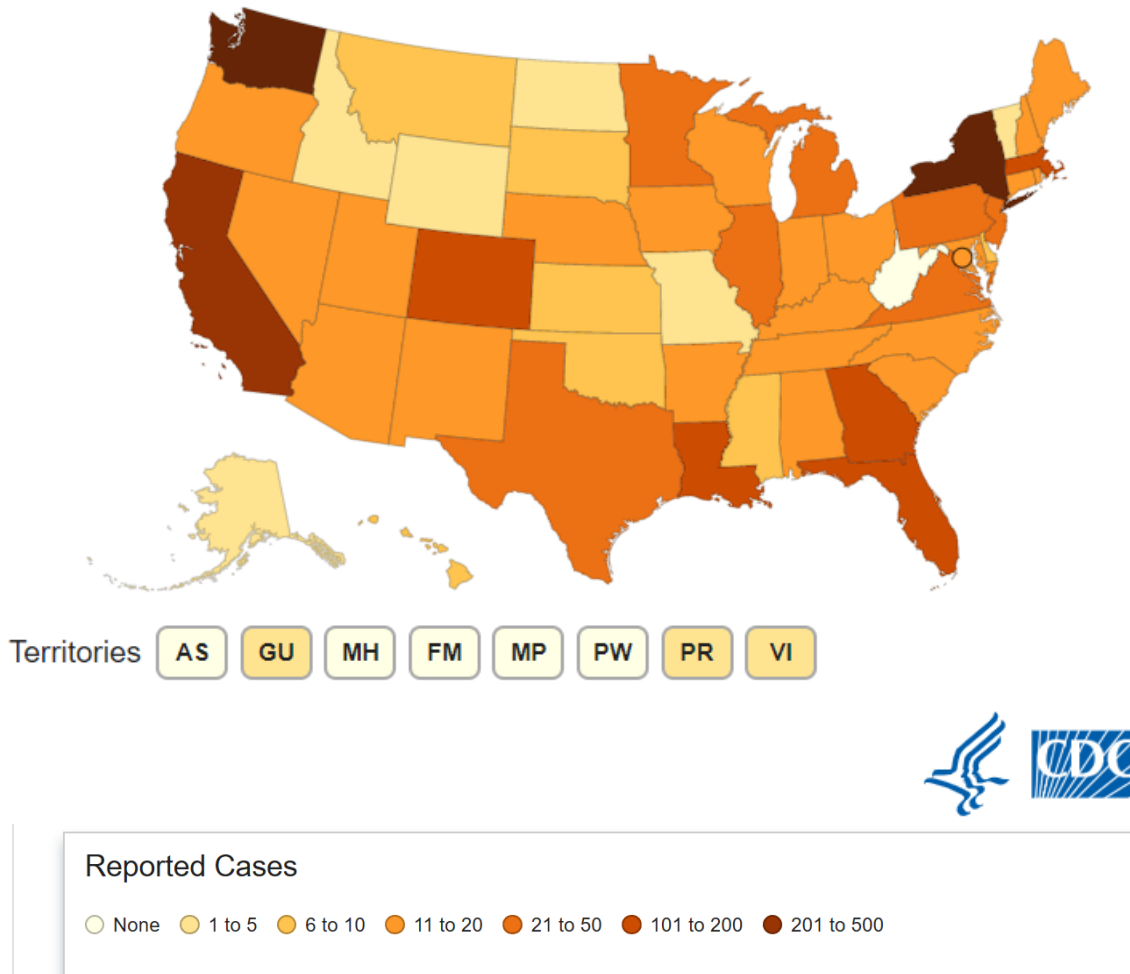 Territories AS GU MH FM MP PW PR VI
CDC
Reported Cases
None 1 to 5 6 to 10 11 to 20 21 to 50 101 to 200 201 to 500